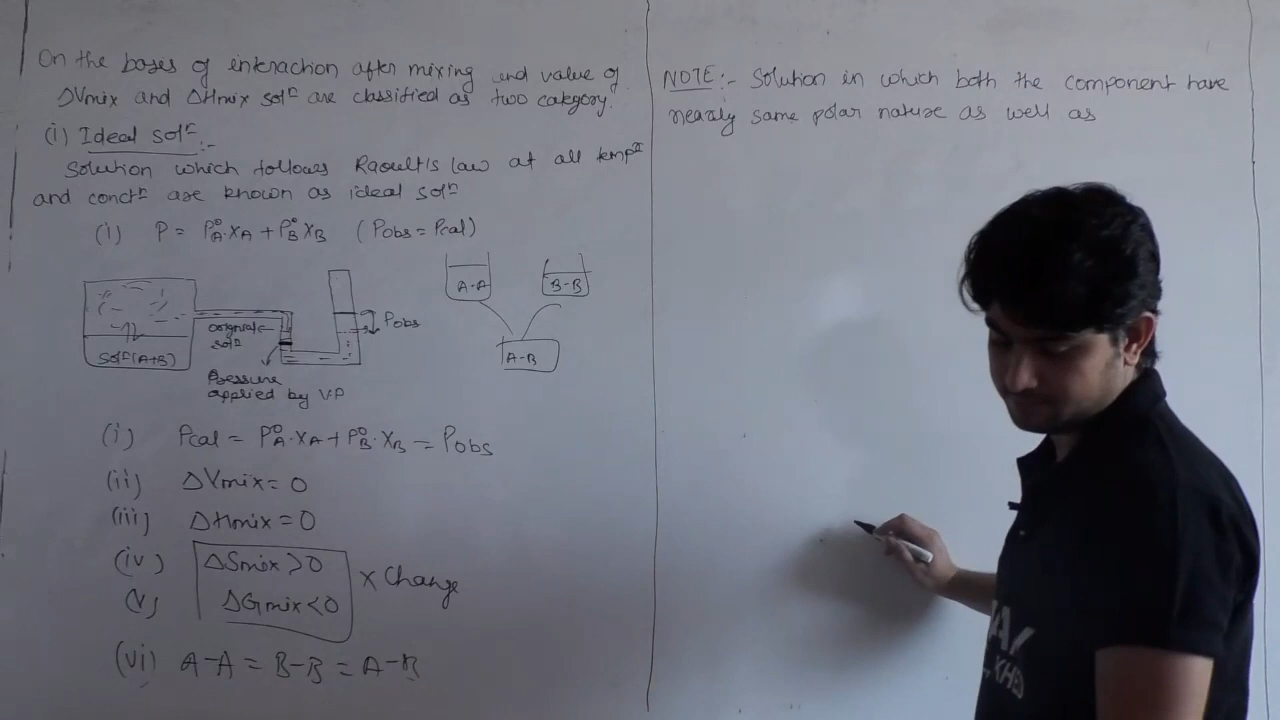 On the bases of interaction after mixing and value of
ΔVmix and ΔHmix solⁿ are classified as two category.
(i) Ideal solⁿ:-
Solution which follows Raoult's law at all temp
and concⁿ are known as ideal solⁿ
(i) P = P°A.XA + P°B XB (Pobs = Pcal)
A-A
B-B
A-B
Solⁿ(A+B)
solⁿ
Pobs
Pressure
applied by V.P
(i) Pcal = P°A.XA + P°B.XB = Pobs
(ii) ΔVmix = 0
(iii) ΔHmix = 0
(iv) ΔSmix > 0
(v) ΔGmix < 0
x Change
(vi) A-A = B-B = A-B
NOTE:- Solution in which both the component have
nearly same polar nature as well as